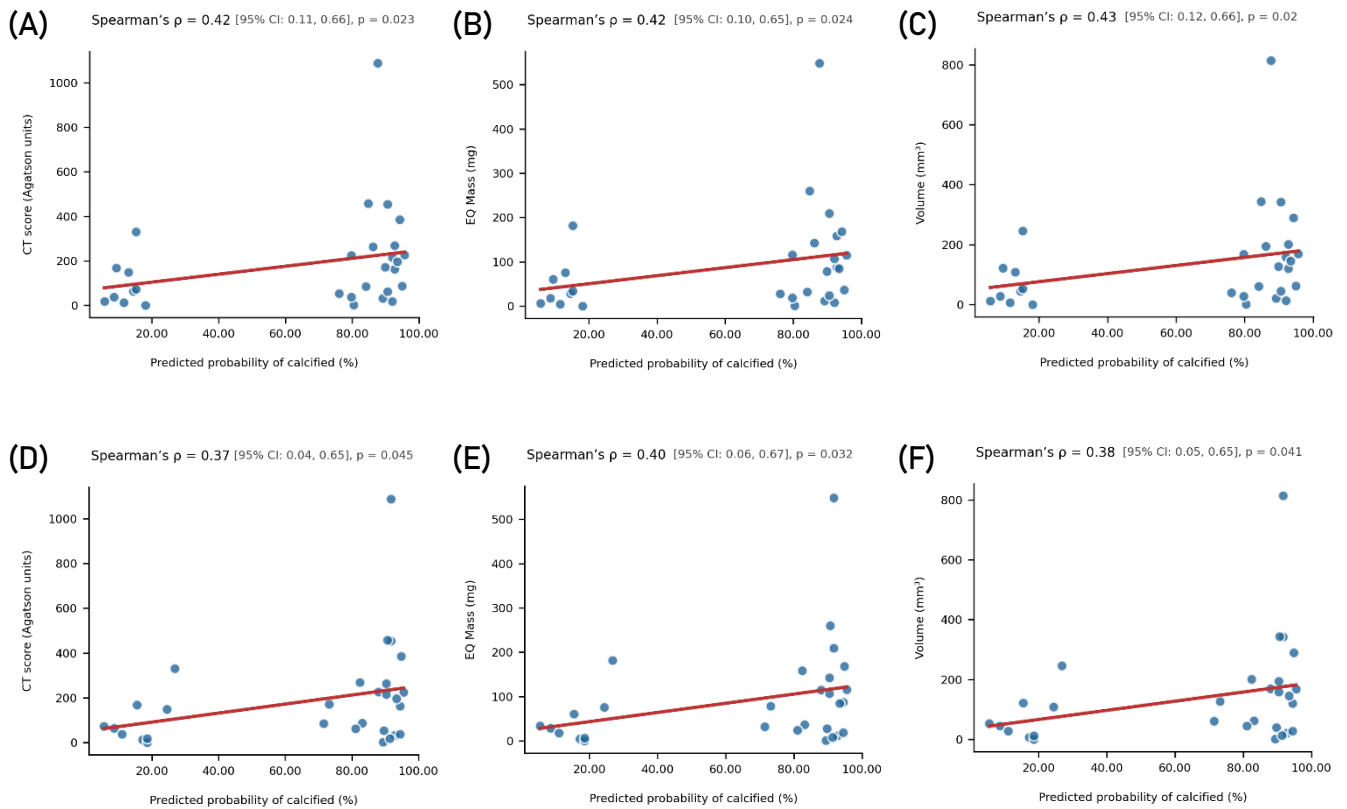 (A) Spearman's ρ = 0.42 [95% CI: 0.11, 0.66], p = 0.023
CT score (Agatson units)
1000
800
600
400
200
0
20.00 40.00 60.00 80.00 100.00
Predicted probability of calcified (%)
(B) Spearman's ρ = 0.42 [95% CI: 0.10, 0.65], p = 0.024
EQ Mass (mg)
500
400
300
200
100
0
20.00 40.00 60.00 80.00 100.00
Predicted probability of calcified (%)
(C) Spearman's ρ = 0.43 [95% CI: 0.12, 0.66], p = 0.02
Volume (mm³)
800
600
400
200
0
20.00 40.00 60.00 80.00 100.00
Predicted probability of calcified (%)
(D) Spearman's ρ = 0.37 [95% CI: 0.04, 0.65], p = 0.045
CT score (Agatson units)
1000
800
600
400
200
0
20.00 40.00 60.00 80.00 100.00
Predicted probability of calcified (%)
(E) Spearman's ρ = 0.40 [95% CI: 0.06, 0.67], p = 0.032
EQ Mass (mg)
500
400
300
200
100
0
20.00 40.00 60.00 80.00 100.00
Predicted probability of calcified (%)
(F) Spearman's ρ = 0.38 [95% CI: 0.05, 0.65], p = 0.041
Volume (mm³)
800
600
400
200
0
20.00 40.00 60.00 80.00 100.00
Predicted probability of calcified (%)